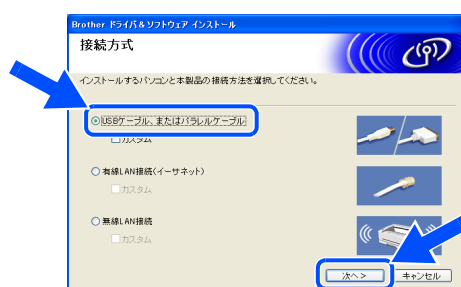 Brother ドライバ&ソフトウェア インストール
接続方式
インストールするパソコンと本製品の接続方法を選択してください。
USBケーブル、またはパラレルケーブル
カスタム
有線LAN接続(イーサネット)
カスタム
無線LAN接続
カスタム
次へ> キャンセル